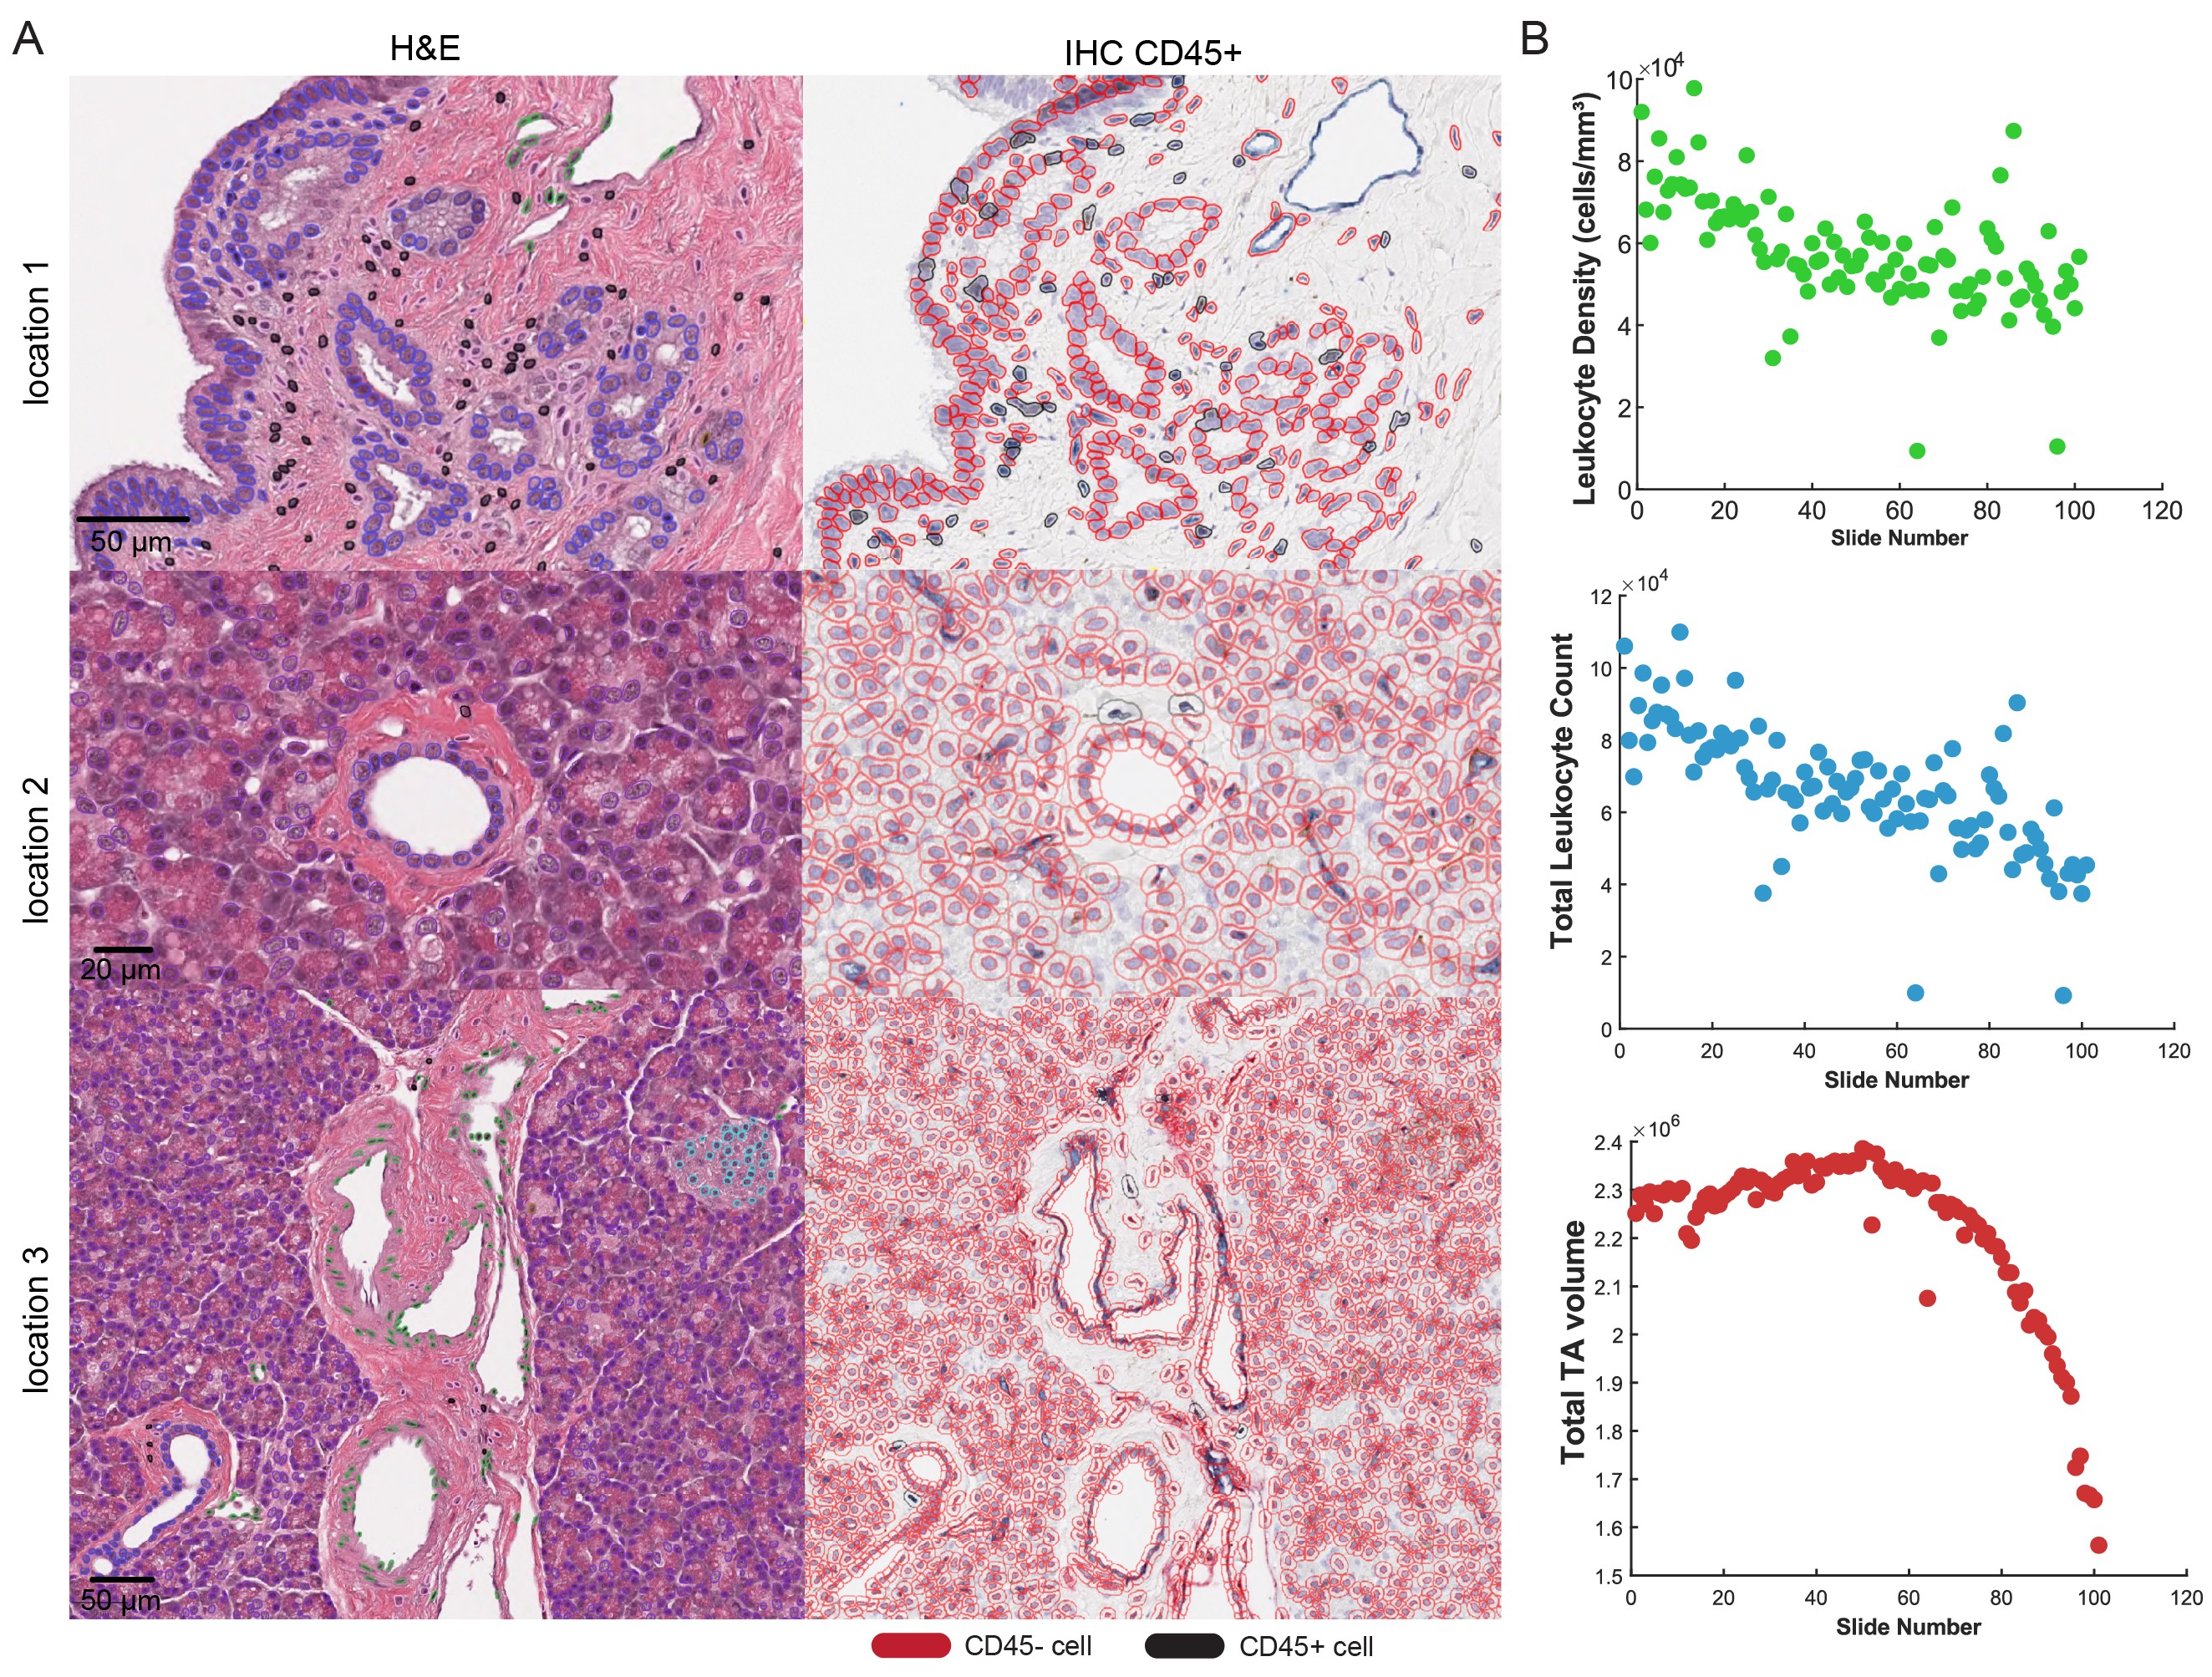 A
H&E
IHC CD45+
B
location 1
50 µm
location 2
20 µm
location 3
50 µm
CD45- cell
CD45+ cell
×10⁴
Leukocyte Density (cells/mm³)
10
8
6
4
2
0
0 20 40 60 80 100 120
Slide Number
×10⁴
Total Leukocyte Count
12
10
8
6
4
2
0
0 20 40 60 80 100 120
Slide Number
×10⁶
Total TA volume
2.4
2.3
2.2
2.1
2
1.9
1.8
1.7
1.6
1.5
0 20 40 60 80 100 120
Slide Number